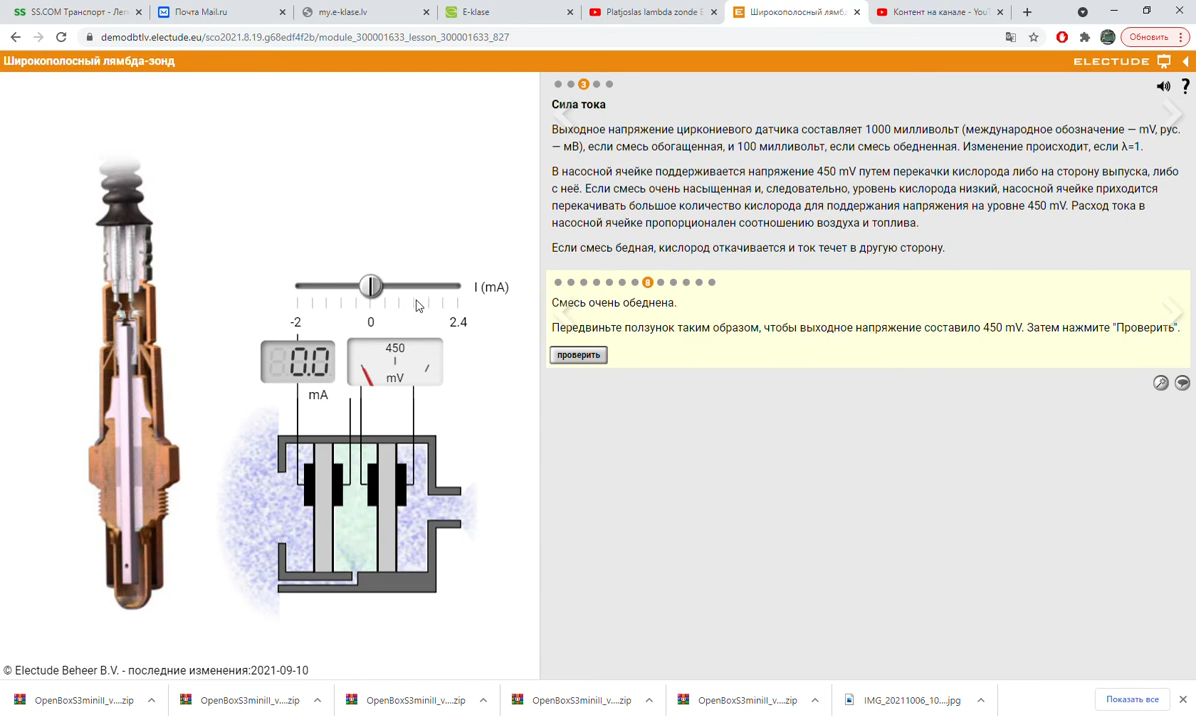 SS.COM Транспорт - Лег
Почта Mail.ru
my.e-klase.lv
E-klase
Platjoslas lambda zonde E
Широкополосный лямбд
Контент на канале - You
demodbtlv.electude.eu/sco2021.8.19.g68edf4f2b/module_300001633_lesson_300001633_827
Обновить
Широкополосный лямбда-зонд
ELECTUDE
3
?
Сила тока
Выходное напряжение циркониевого датчика составляет 1000 милливольт (международное обозначение — mV, рус.
— мВ), если смесь обогащенная, и 100 милливольт, если смесь обедненная. Изменение происходит, если λ=1.
В насосной ячейке поддерживается напряжение 450 mV путем перекачки кислорода либо на сторону выпуска, либо
с неё. Если смесь очень насыщенная и, следовательно, уровень кислорода низкий, насосной ячейке приходится
перекачивать большое количество кислорода для поддержания напряжения на уровне 450 mV. Расход тока в
насосной ячейке пропорционален соотношению воздуха и топлива.
Если смесь бедная, кислород откачивается и ток течет в другую сторону.
8
Смесь очень обеднена.
Передвиньте ползунок таким образом, чтобы выходное напряжение составило 450 mV. Затем нажмите "Проверить".
проверить
I (mA)
-2 0 2.4
0.0
mA
450
mV
© Electude Beheer B.V. - последние изменения:2021-09-10
OpenBoxS3miniII_v....zip
OpenBoxS3miniII_v....zip
OpenBoxS3miniII_v....zip
OpenBoxS3miniII_v....zip
OpenBoxS3miniII_v....zip
IMG_20211006_10....jpg
Показать все